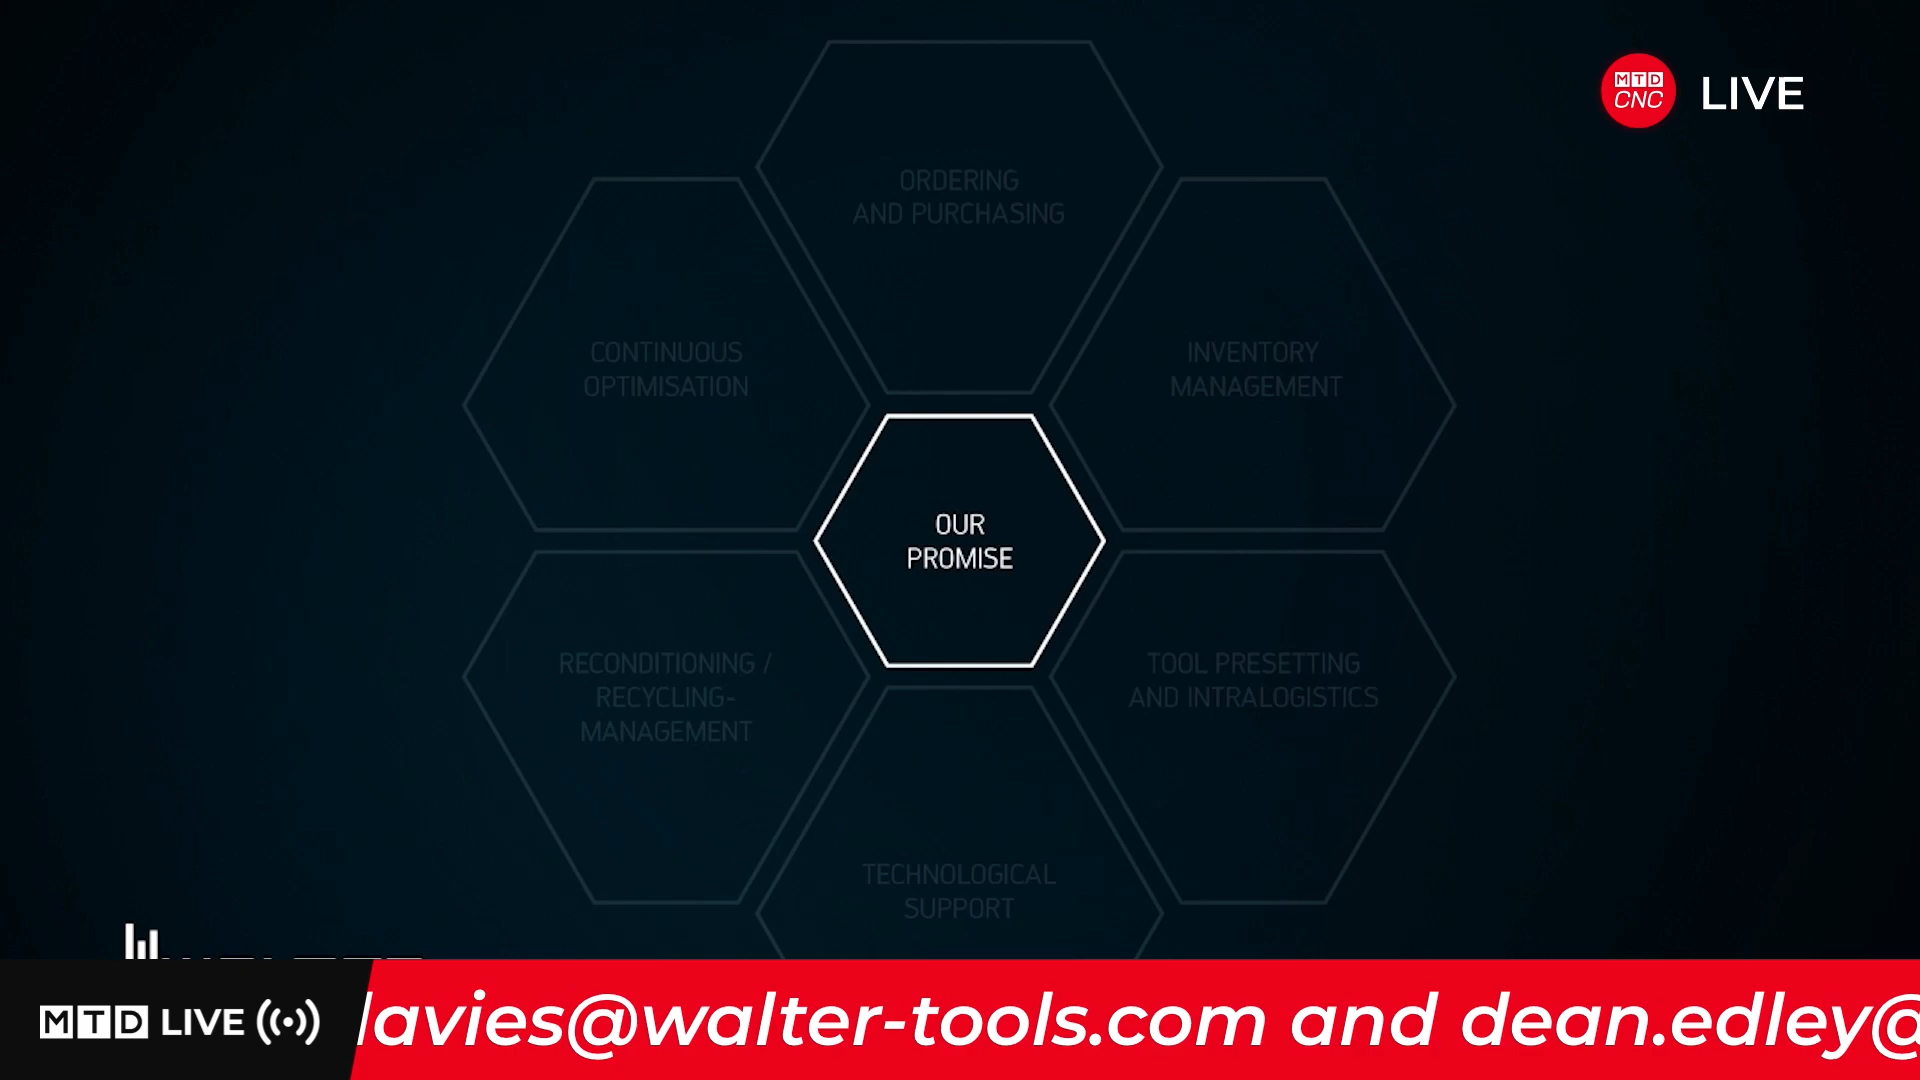 MTD
CNC
LIVE
ORDERING
AND PURCHASING
CONTINUOUS
OPTIMISATION
INVENTORY
MANAGEMENT
OUR
PROMISE
RECONDITIONING /
RECYCLING-
MANAGEMENT
TOOL PRESETTING
AND INTRALOGISTICS
TECHNOLOGICAL
SUPPORT
MTD LIVE
avies@walter-tools.com and dean.edley@